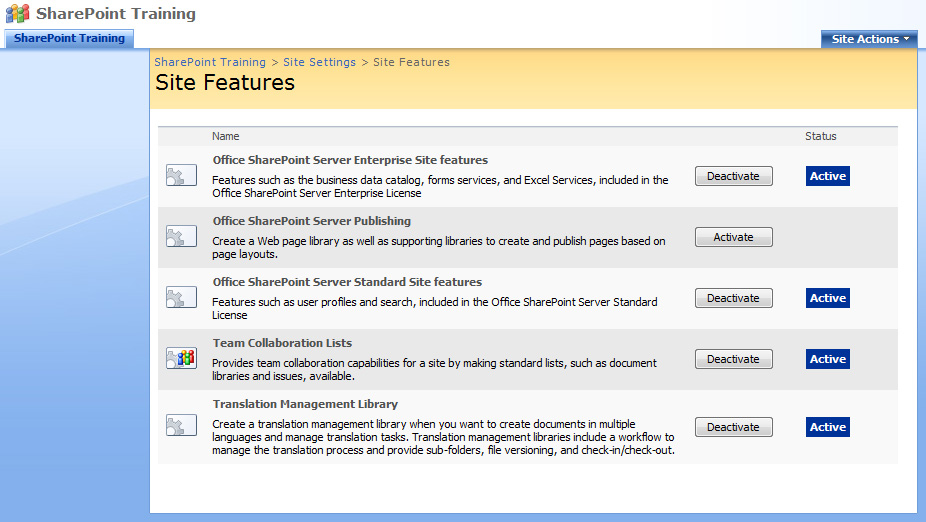 SharePoint Training
SharePoint Training
Site Actions
SharePoint Training > Site Settings > Site Features
Site Features
Name Status
Office SharePoint Server Enterprise Site features
Features such as the business data catalog, forms services, and Excel Services, included in the
Office SharePoint Server Enterprise License
Deactivate
Active
Office SharePoint Server Publishing
Create a Web page library as well as supporting libraries to create and publish pages based on
page layouts.
Activate
Office SharePoint Server Standard Site features
Features such as user profiles and search, included in the Office SharePoint Server Standard
License
Deactivate
Active
Team Collaboration Lists
Provides team collaboration capabilities for a site by making standard lists, such as document
libraries and issues, available.
Deactivate
Active
Translation Management Library
Create a translation management library when you want to create documents in multiple
languages and manage translation tasks. Translation management libraries include a workflow to
manage the translation process and provide sub-folders, file versioning, and check-in/check-out.
Deactivate
Active